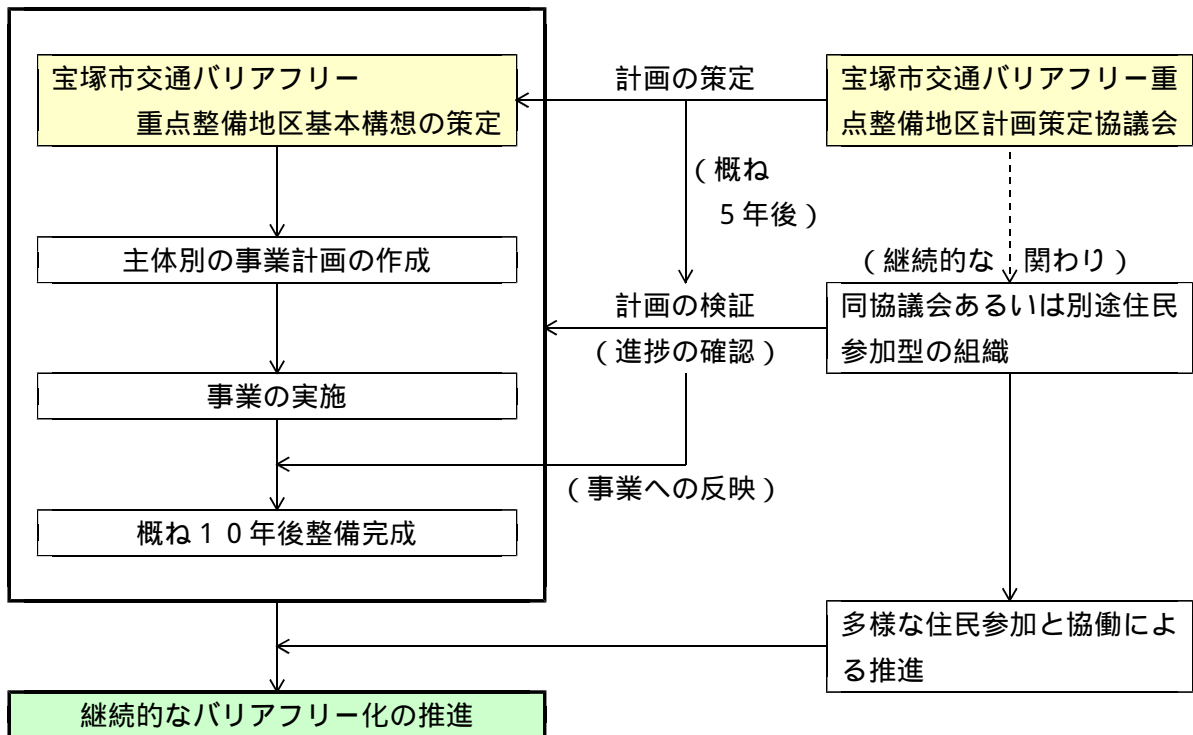 宝塚市交通バリアフリー
重点整備地区基本構想の策定
計画の策定
宝塚市交通バリアフリー重
点整備地区計画策定協議会
(概ね
5年後)
主体別の事業計画の作成
(継続的な 関わり)
計画の検証
(進捗の確認)
同協議会あるいは別途住民
参加型の組織
事業の実施
(事業への反映)
概ね10年後整備完成
多様な住民参加と協働によ
る推進
継続的なバリアフリー化の推進